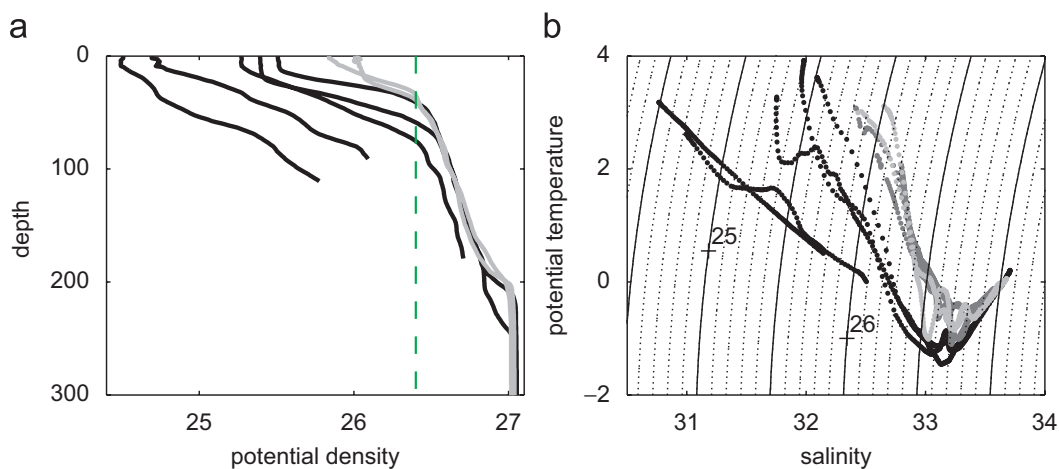 a
b
0
100
200
300
depth
25
26
27
potential density
4
2
0
−2
potential temperature
25
26
31
32
33
34
salinity